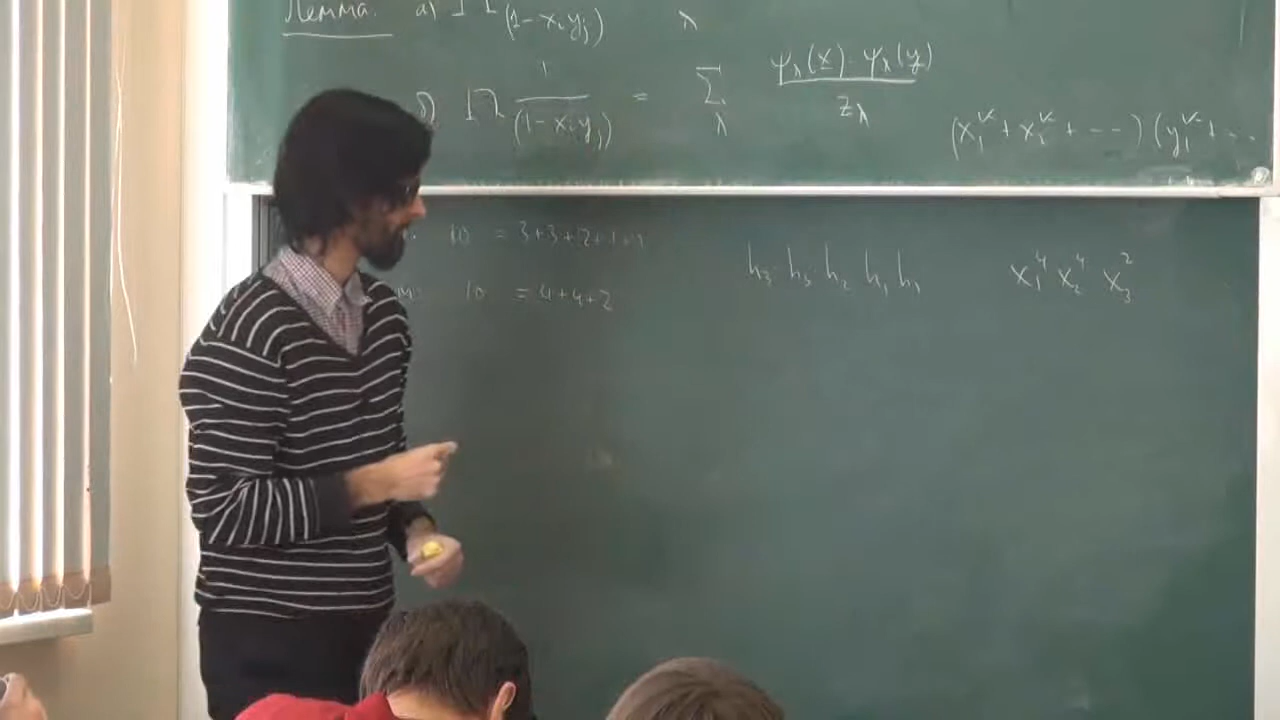 Лемма. а) ∏ (1 - x_i y_j) λ
б) ∏ 1/(1 - x_i y_j) = Σ_λ ψ_λ(x) · ψ_λ(y) / z_λ
(x_1^k + x_2^k + ---) (y_1^k + ..
10 = 3+3+2+1+1 h_3 · h_3 · h_2 h_1 h_1 x_1^4 x_2^4 x_3^2
10 = 4+4+2